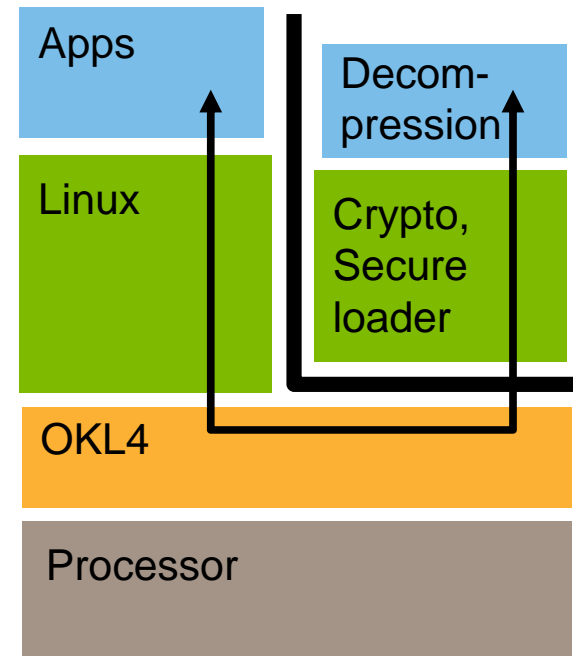 Apps
Decom-
pression
Linux
Crypto,
Secure
loader
OKL4
Processor